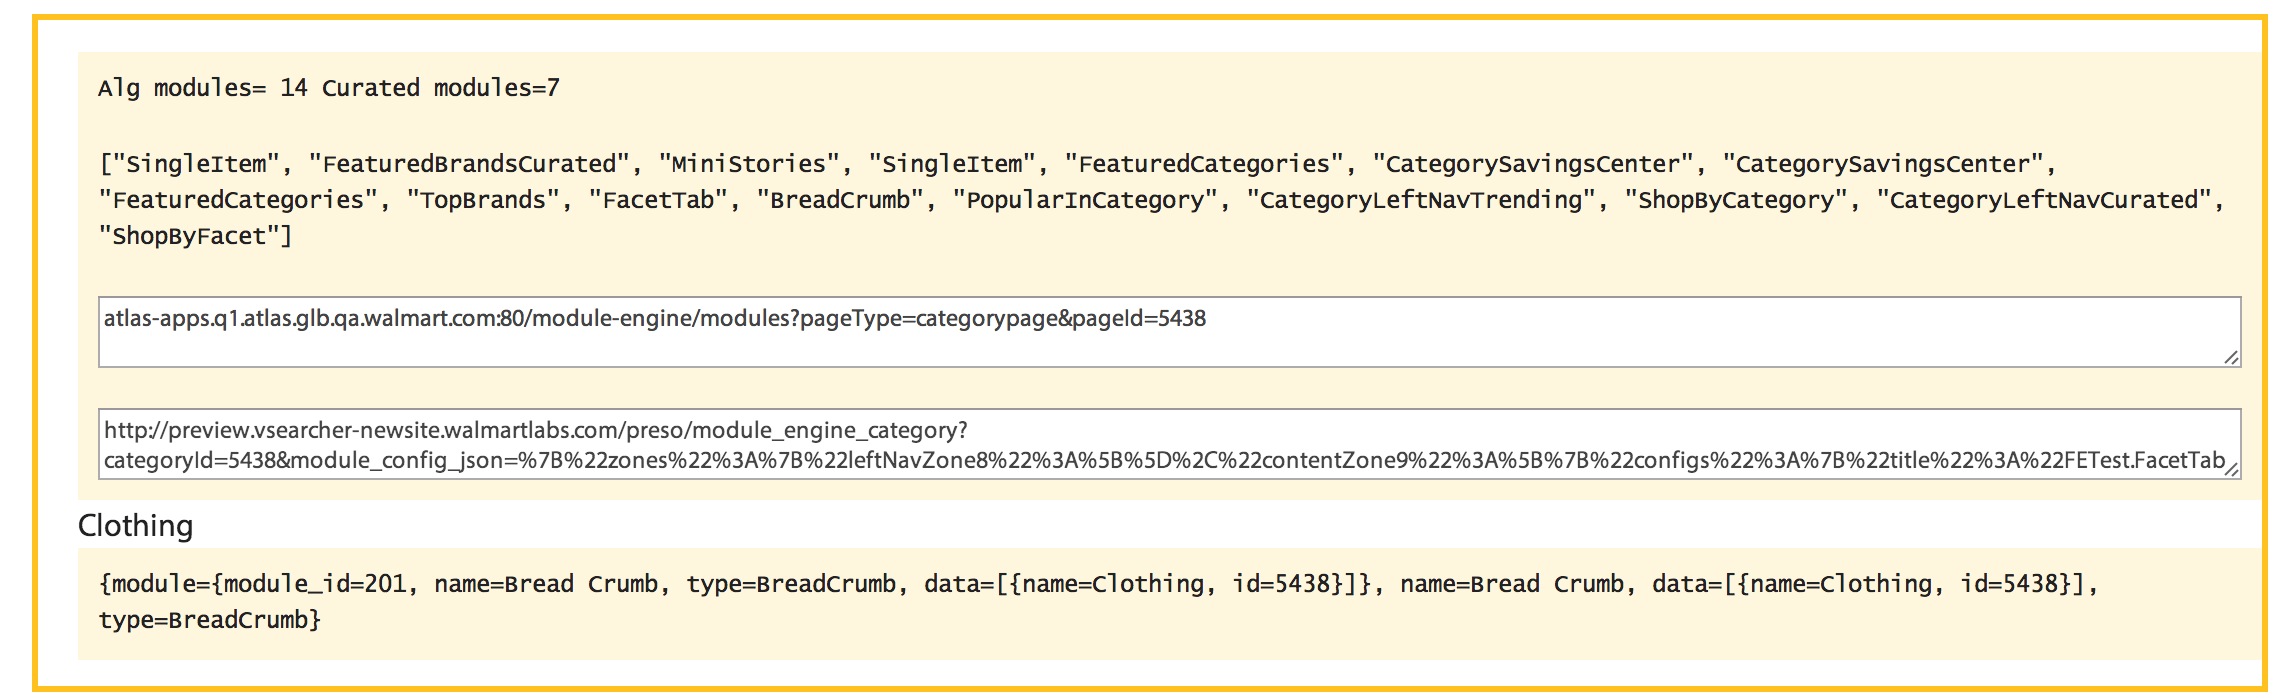 Alg modules= 14 Curated modules=7
["SingleItem", "FeaturedBrandsCurated", "MiniStories", "SingleItem", "FeaturedCategories", "CategorySavingsCenter", "CategorySavingsCenter",
"FeaturedCategories", "TopBrands", "FacetTab", "BreadCrumb", "PopularInCategory", "CategoryLeftNavTrending", "ShopByCategory", "CategoryLeftNavCurated",
"ShopByFacet"]
atlas-apps.q1.atlas.glb.qa.walmart.com:80/module-engine/modules?pageType=categorypage&pageId=5438
http://preview.vsearcher-newsite.walmartlabs.com/preso/module_engine_category?
categoryId=5438&module_config_json=%7B%22zones%22%3A%7B%22leftNavZone8%22%3A%5B%5D%2C%22contentZone9%22%3A%5B%7B%22configs%22%3A%7B%22title%22%3A%22FETest.FacetTab
Clothing
{module={module_id=201, name=Bread Crumb, type=BreadCrumb, data=[{name=Clothing, id=5438}]}, name=Bread Crumb, data=[{name=Clothing, id=5438}],
type=BreadCrumb}